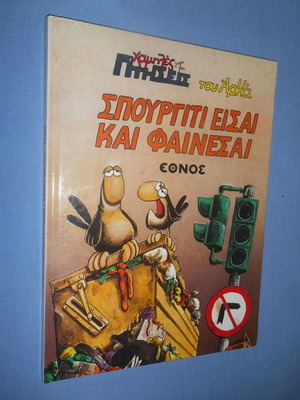 Χαμηλές
Πτήσεις
του Αρκά
ΣΠΟΥΡΓΙΤΙ ΕΙΣΑΙ
ΚΑΙ ΦΑΙΝΕΣΑΙ
ΕΘΝΟΣ